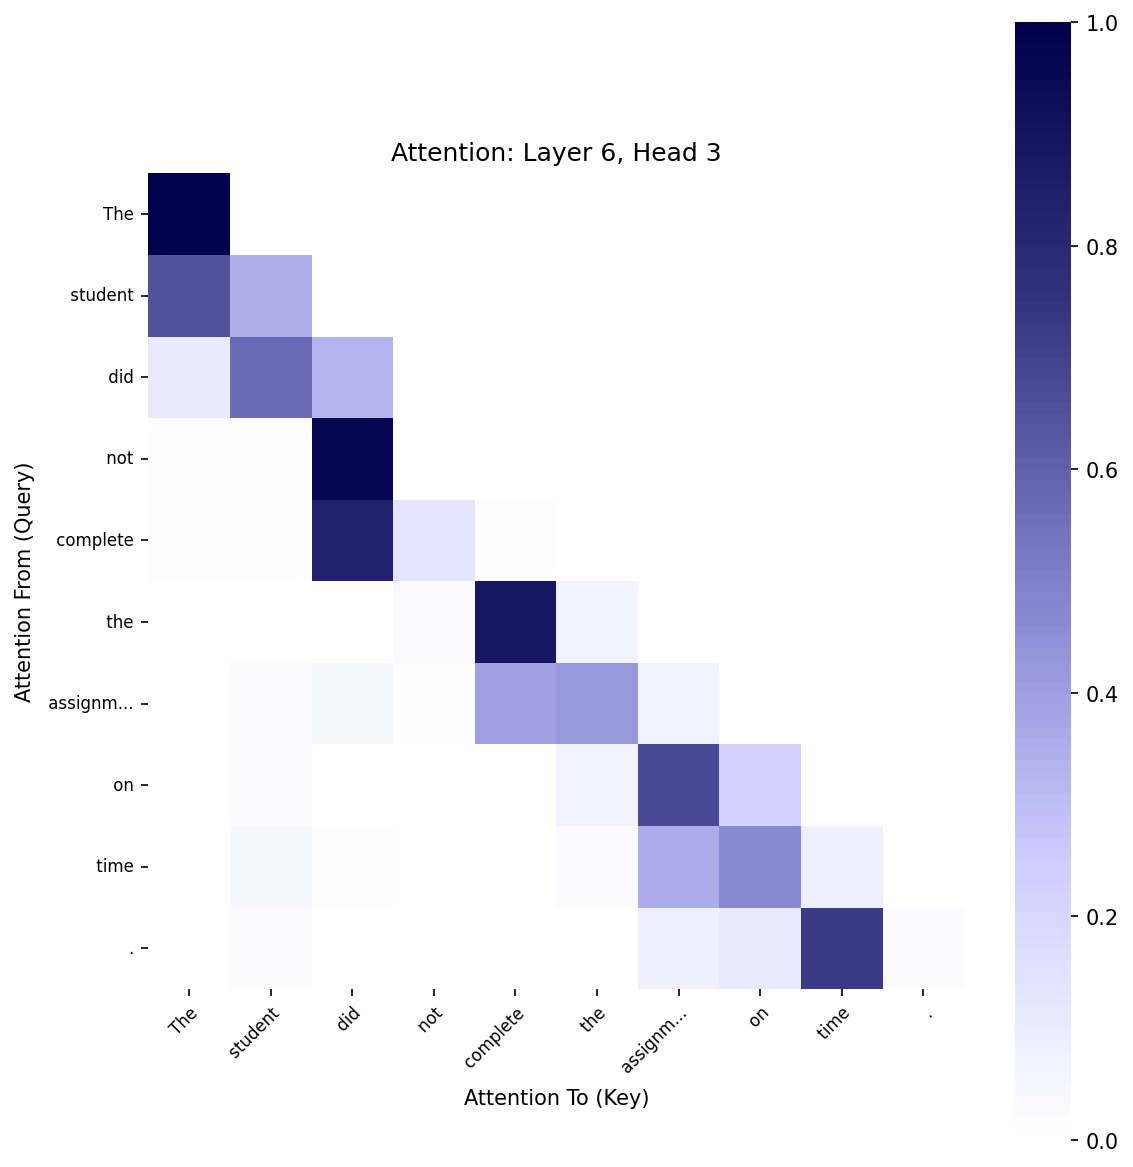 Attention: Layer 6, Head 3
Attention From (Query)
The
student
did
not
complete
the
assignm...
on
time
.
The
student
did
not
complete
the
assignm...
on
time
.
Attention To (Key)
1.0
0.8
0.6
0.4
0.2
0.0